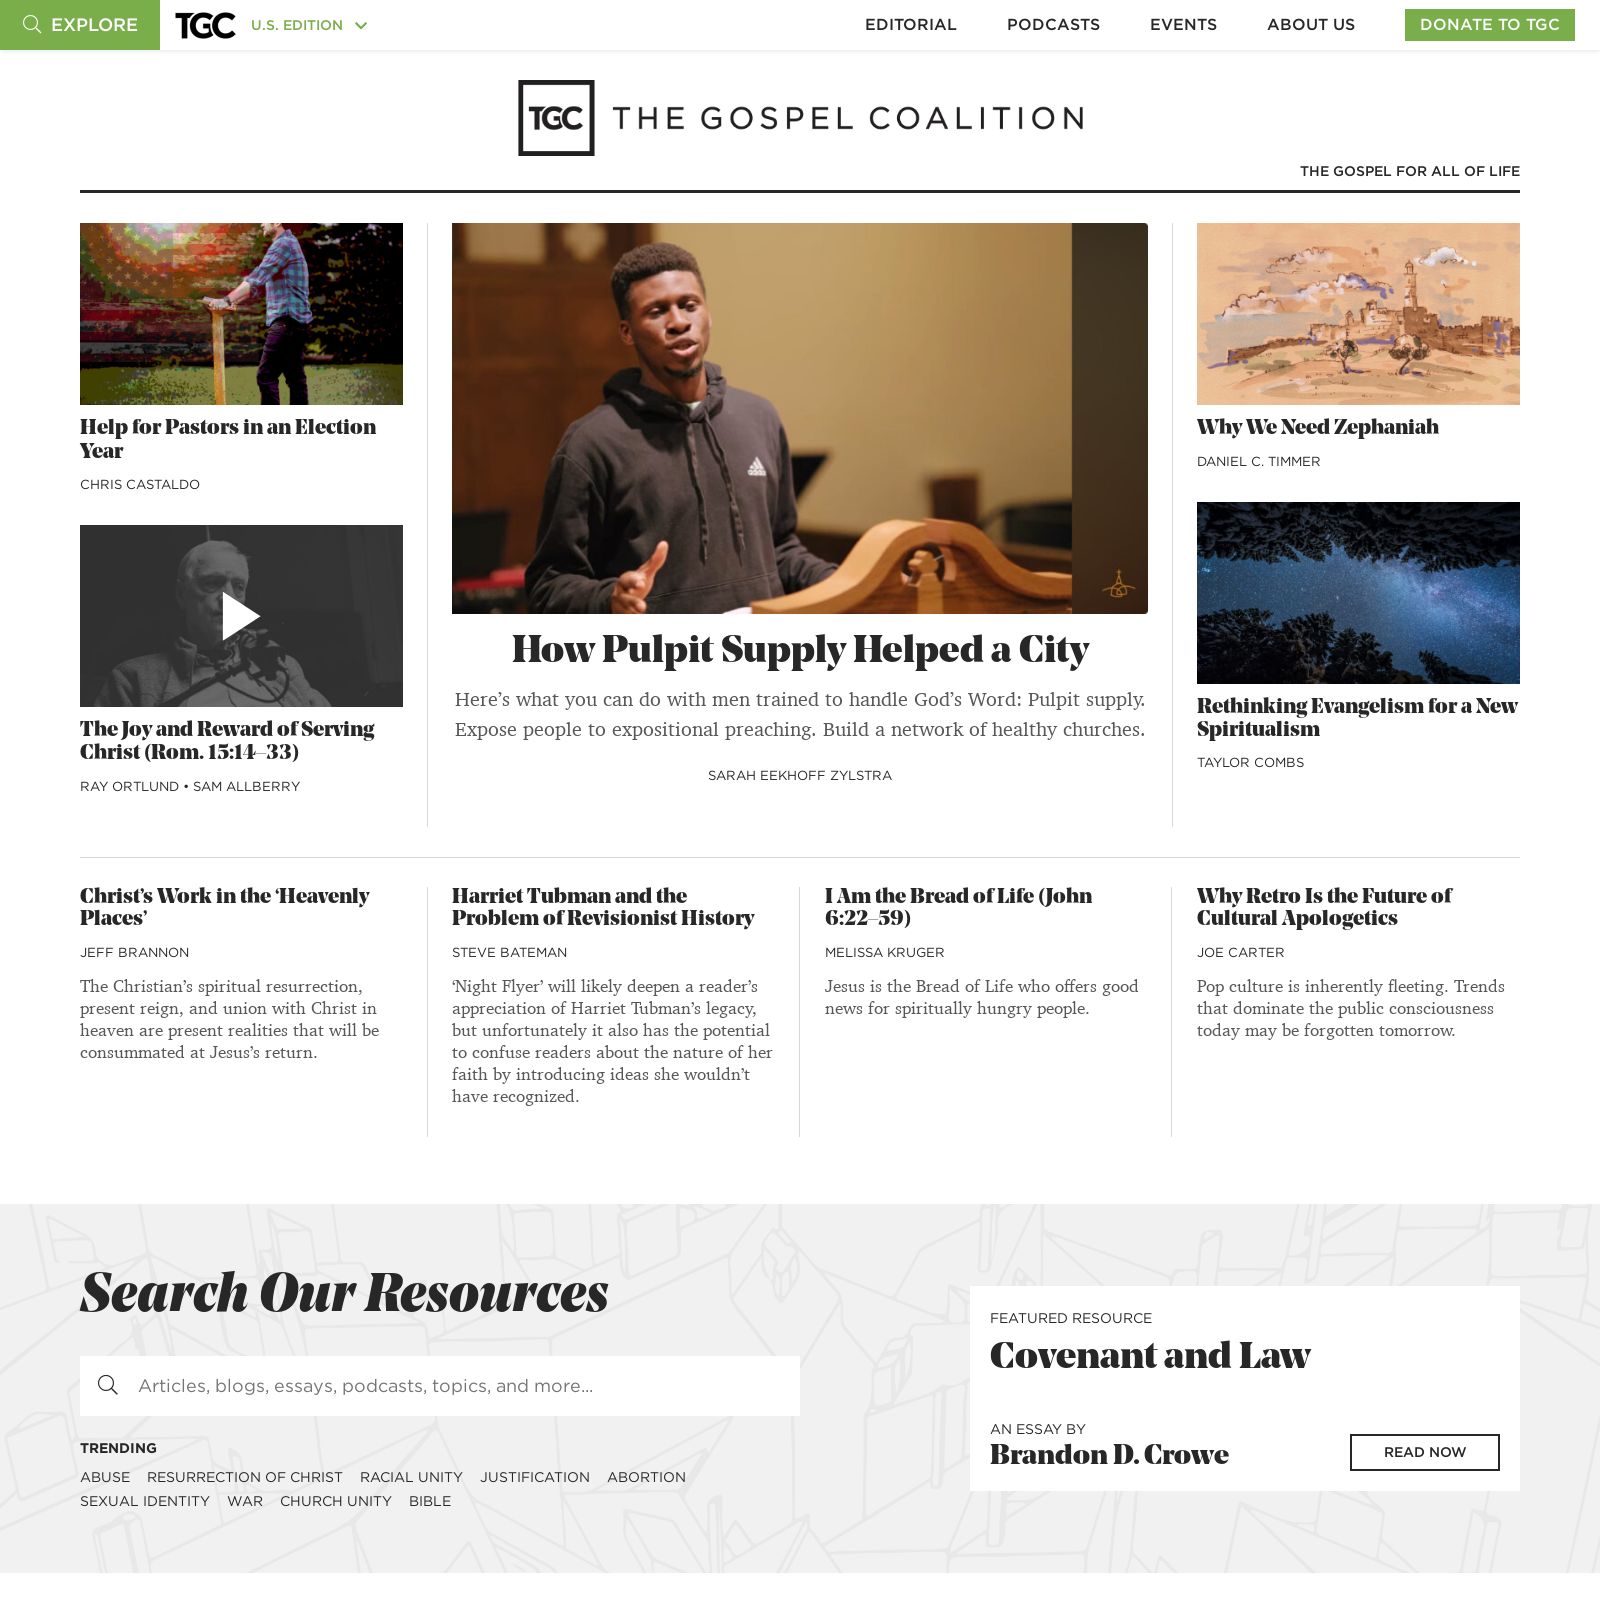 EXPLORE
TGC
U.S. EDITION
EDITORIAL
PODCASTS
EVENTS
ABOUT US
DONATE TO TGC
TGC
THE GOSPEL COALITION
THE GOSPEL FOR ALL OF LIFE
Help for Pastors in an Election
Year
CHRIS CASTALDO
The Joy and Reward of Serving
Christ (Rom. 15:14–33)
RAY ORTLUND • SAM ALLBERRY
How Pulpit Supply Helped a City
Here’s what you can do with men trained to handle God’s Word: Pulpit supply.
Expose people to expositional preaching. Build a network of healthy churches.
SARAH EEKHOFF ZYLSTRA
Why We Need Zephaniah
DANIEL C. TIMMER
Rethinking Evangelism for a New
Spiritualism
TAYLOR COMBS
Christ’s Work in the ‘Heavenly
Places’
JEFF BRANNON
The Christian’s spiritual resurrection,
present reign, and union with Christ in
heaven are present realities that will be
consummated at Jesus’s return.
Harriet Tubman and the
Problem of Revisionist History
STEVE BATEMAN
‘Night Flyer’ will likely deepen a reader’s
appreciation of Harriet Tubman’s legacy,
but unfortunately it also has the potential
to confuse readers about the nature of her
faith by introducing ideas she wouldn’t
have recognized.
I Am the Bread of Life (John
6:22–59)
MELISSA KRUGER
Jesus is the Bread of Life who offers good
news for spiritually hungry people.
Why Retro Is the Future of
Cultural Apologetics
JOE CARTER
Pop culture is inherently fleeting. Trends
that dominate the public consciousness
today may be forgotten tomorrow.
Search Our Resources
Articles, blogs, essays, podcasts, topics, and more...
TRENDING
ABUSE RESURRECTION OF CHRIST RACIAL UNITY JUSTIFICATION ABORTION
SEXUAL IDENTITY WAR CHURCH UNITY BIBLE
FEATURED RESOURCE
Covenant and Law
AN ESSAY BY
Brandon D. Crowe
READ NOW